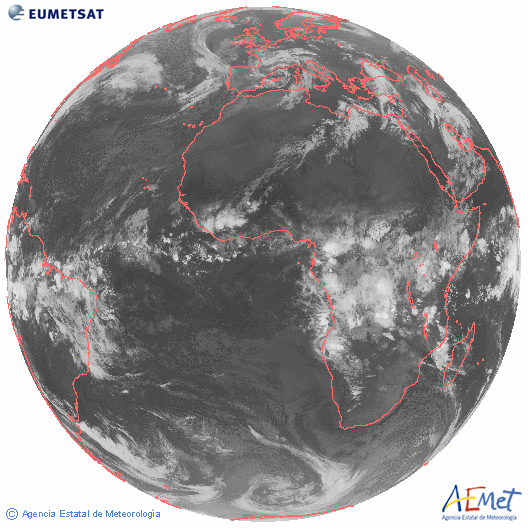 EUMETSAT
© Agencia Estatal de Meteorología
AEMet
Agencia Estatal de Meteorología